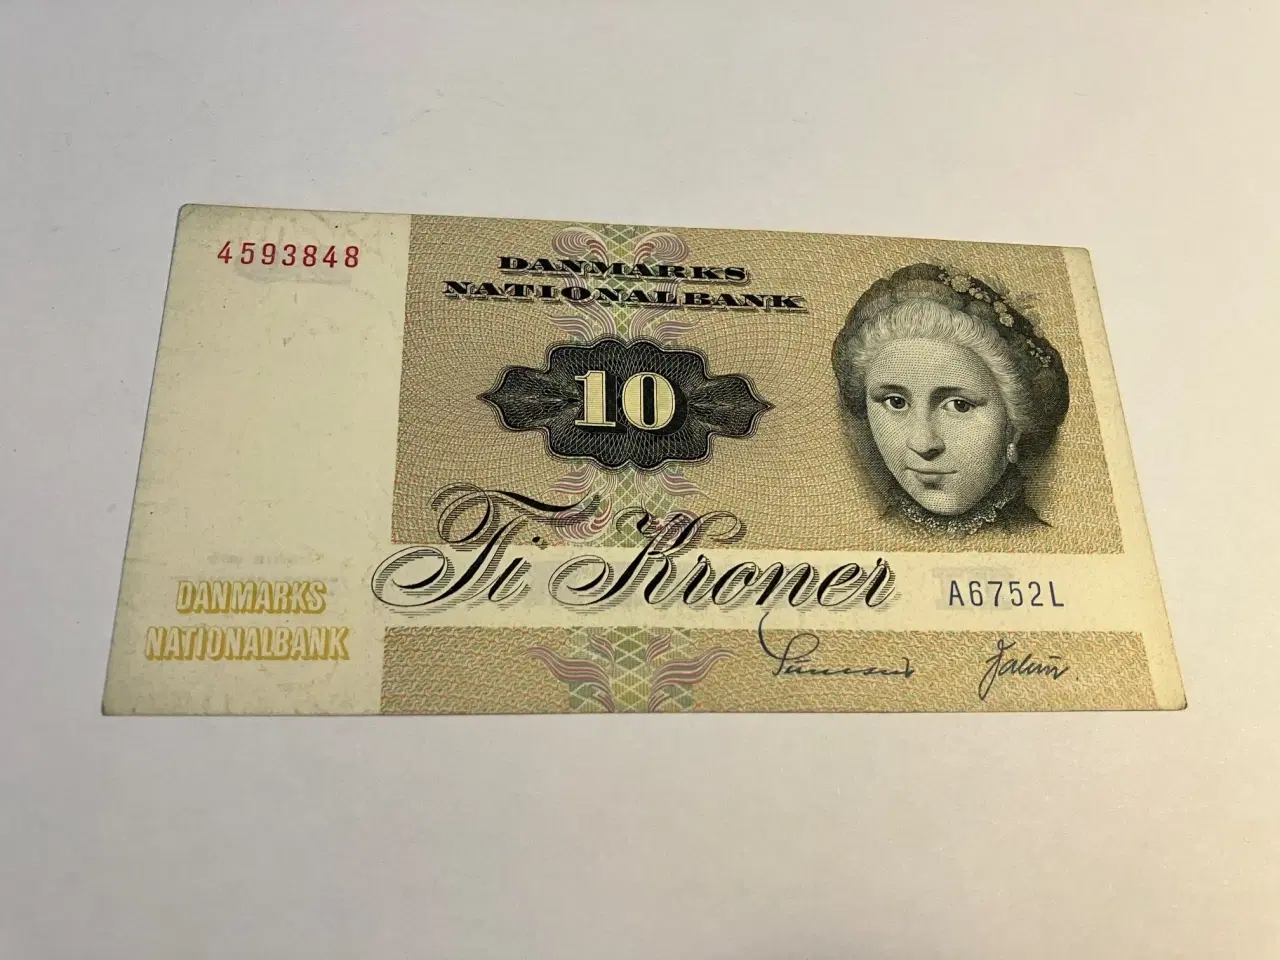 4593848
DANMARKS
NATIONALBANK
10
Ti Kroner
A6752L
DANMARKS
NATIONALBANK